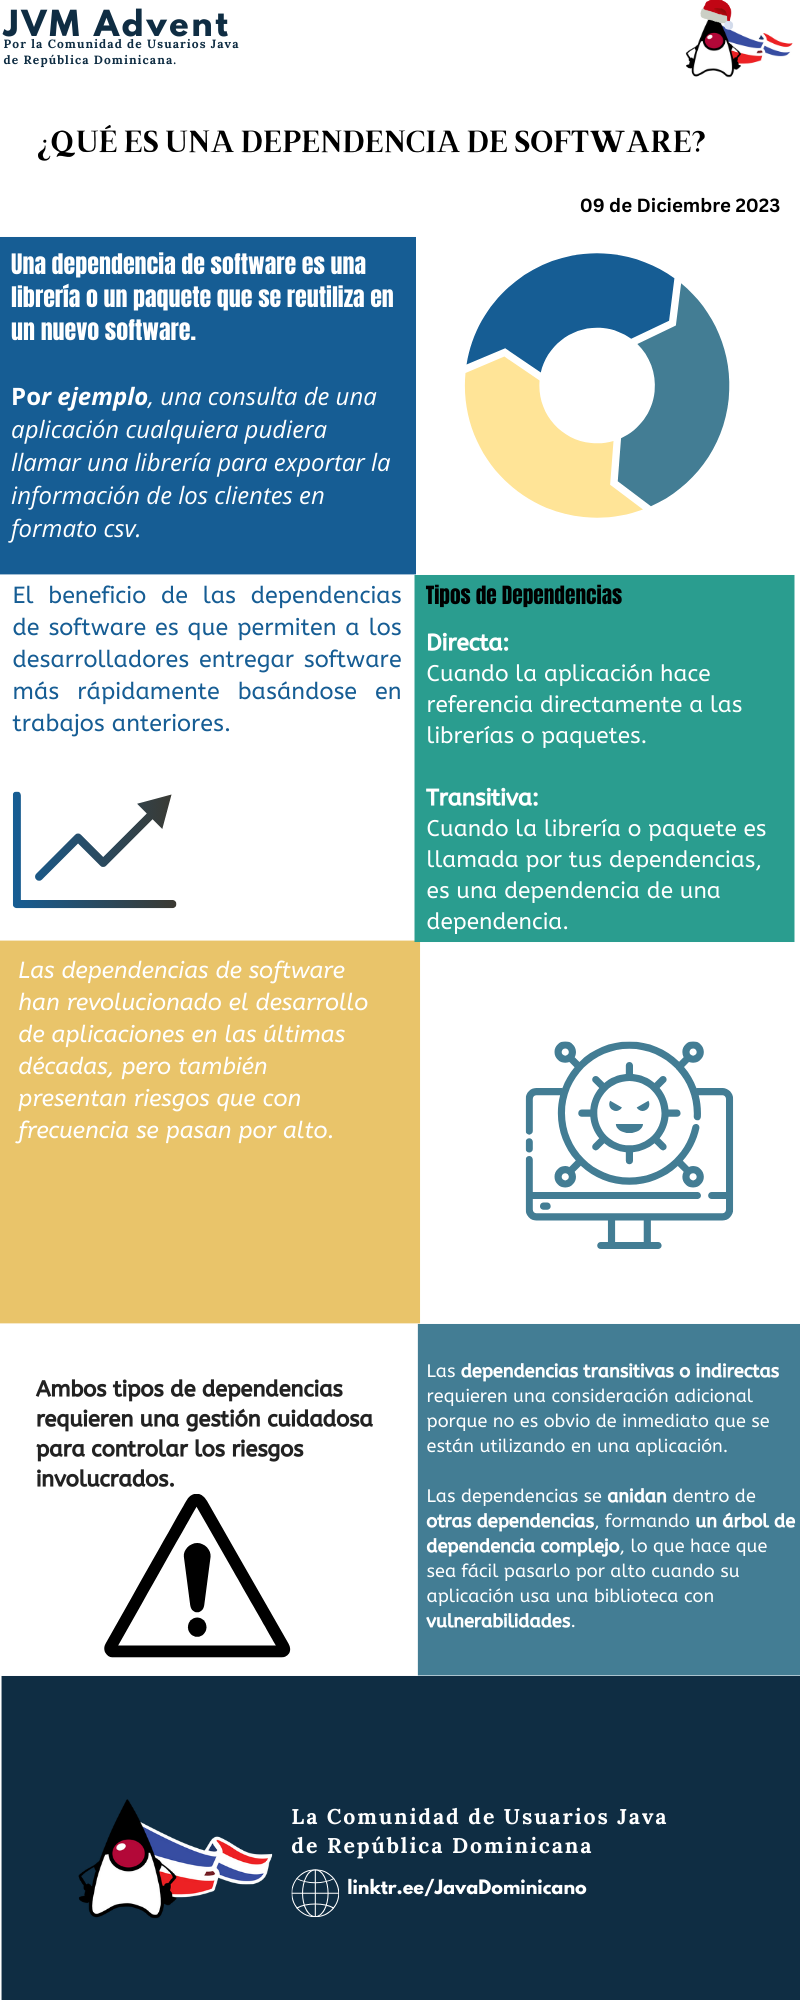 JVM Advent
Por la Comunidad de Usuarios Java
de República Dominicana.
¿QUÉ ES UNA DEPENDENCIA DE SOFTWARE?
09 de Diciembre 2023
Una dependencia de software es una
librería o un paquete que se reutiliza en
un nuevo software.
Por ejemplo, una consulta de una
aplicación cualquiera pudiera
llamar una librería para exportar la
información de los clientes en
formato csv.
El beneficio de las dependencias
de software es que permiten a los
desarrolladores entregar software
más rápidamente basándose en
trabajos anteriores.
Tipos de Dependencias
Directa:
Cuando la aplicación hace
referencia directamente a las
librerías o paquetes.
Transitiva:
Cuando la librería o paquete es
llamada por tus dependencias,
es una dependencia de una
dependencia.
Las dependencias de software
han revolucionado el desarrollo
de aplicaciones en las últimas
décadas, pero también
presentan riesgos que con
frecuencia se pasan por alto.
Ambos tipos de dependencias
requieren una gestión cuidadosa
para controlar los riesgos
involucrados.
Las dependencias transitivas o indirectas
requieren una consideración adicional
porque no es obvio de inmediato que se
están utilizando en una aplicación.
Las dependencias se anidan dentro de
otras dependencias, formando un árbol de
dependencia complejo, lo que hace que
sea fácil pasarlo por alto cuando su
aplicación usa una biblioteca con
vulnerabilidades.
La Comunidad de Usuarios Java
de República Dominicana
linktr.ee/JavaDominicano